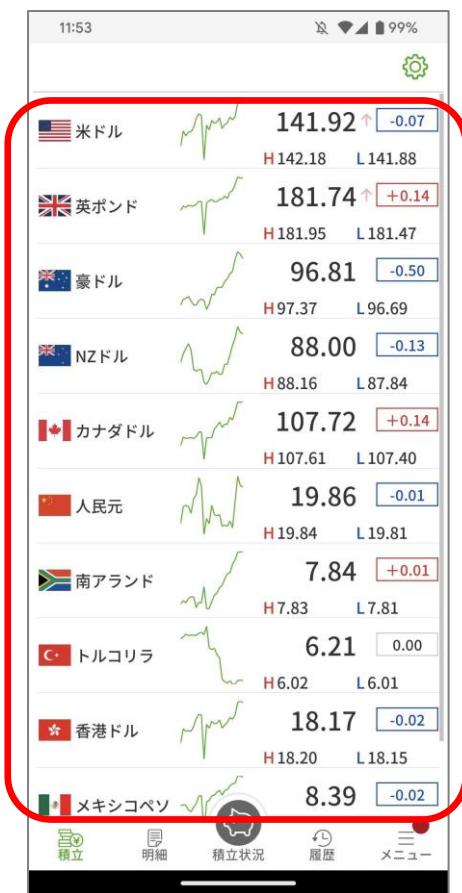 11:53 99%
米ドル 141.92↑ -0.07
H142.18 L141.88
英ポンド 181.74↑ +0.14
H181.95 L181.47
豪ドル 96.81 -0.50
H97.37 L96.69
NZドル 88.00 -0.13
H88.16 L87.84
カナダドル 107.72 +0.14
H107.61 L107.40
人民元 19.86 -0.01
H19.84 L19.81
南アランド 7.84 +0.01
H7.83 L7.81
トルコリラ 6.21 0.00
H6.02 L6.01
香港ドル 18.17 -0.02
H18.20 L18.15
メキシコペソ 8.39 -0.02
積立 明細 積立状況 履歴 メニュー